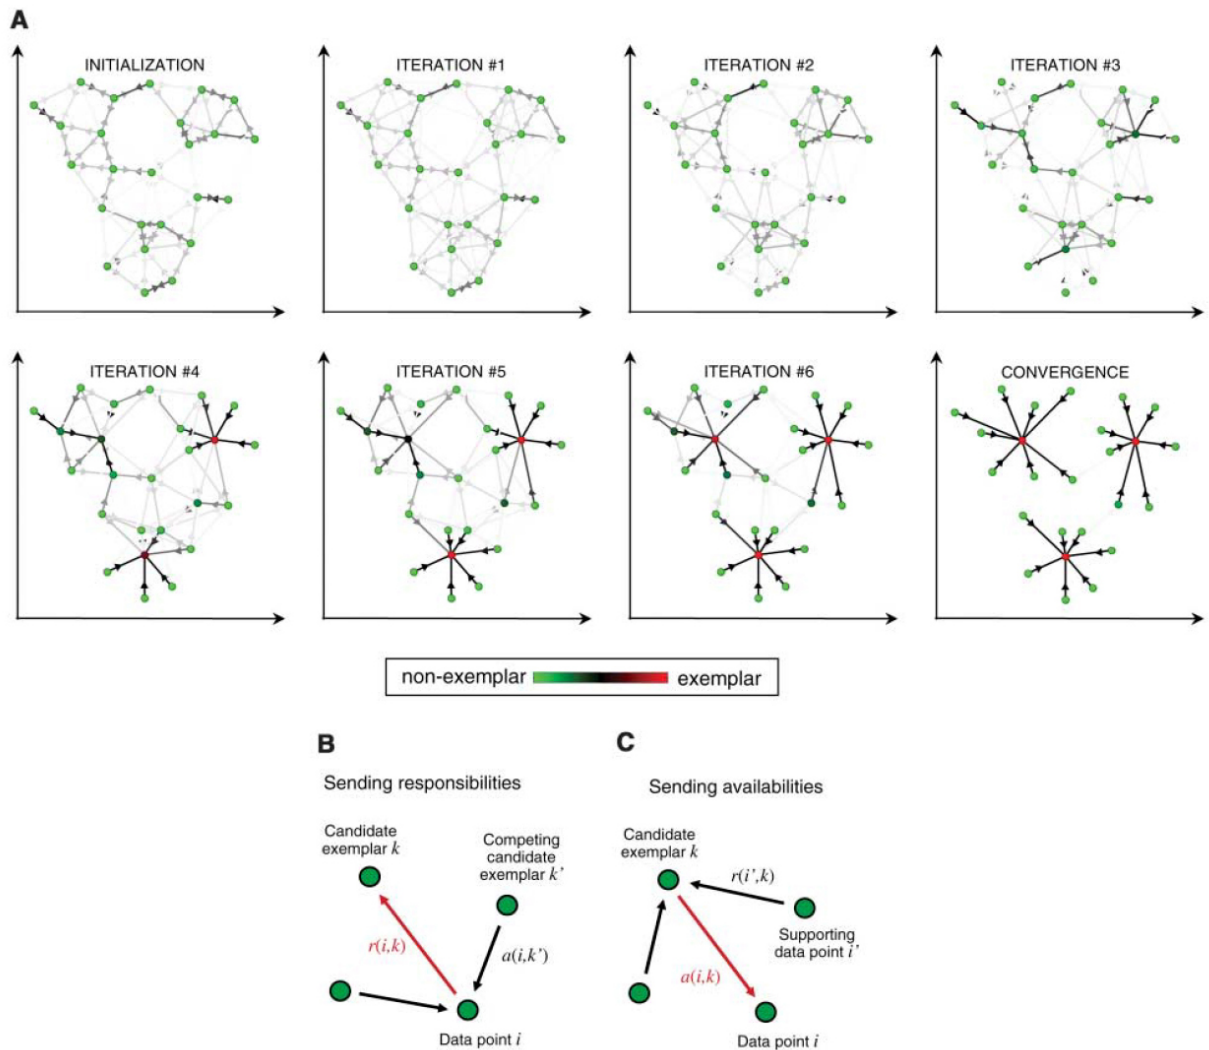 A
INITIALIZATION
ITERATION #1
ITERATION #2
ITERATION #3
ITERATION #4
ITERATION #5
ITERATION #6
CONVERGENCE
non-exemplar
exemplar
B
Sending responsibilities
Candidate
exemplar k
Competing
candidate
exemplar k'
r(i,k)
a(i,k')
Data point i
C
Sending availabilities
Candidate
exemplar k
r(i',k)
Supporting
data point i'
a(i,k)
Data point i